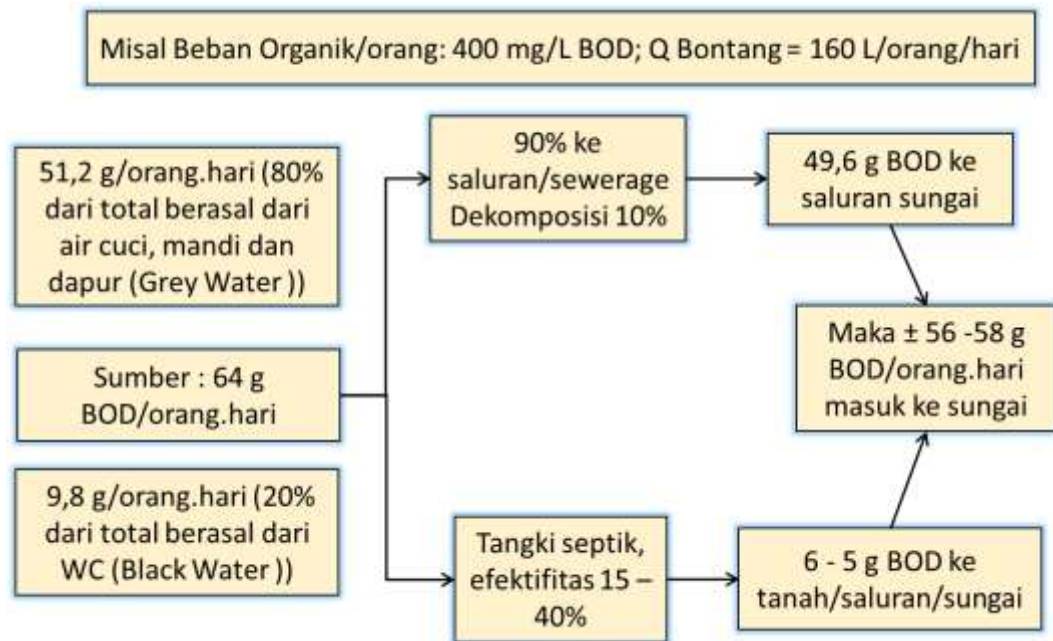 Misal Beban Organik/orang: 400 mg/L BOD; Q Bontang = 160 L/orang/hari
51,2 g/orang.hari (80%
dari total berasal dari
air cuci, mandi dan
dapur (Grey Water ))
90% ke
saluran/sewerage
Dekomposisi 10%
49,6 g BOD ke
saluran sungai
Sumber : 64 g
BOD/orang.hari
Maka ± 56 -58 g
BOD/orang.hari
masuk ke sungai
9,8 g/orang.hari (20%
dari total berasal dari
WC (Black Water ))
Tangki septik,
efektifitas 15 –
40%
6 - 5 g BOD ke
tanah/saluran/sungai